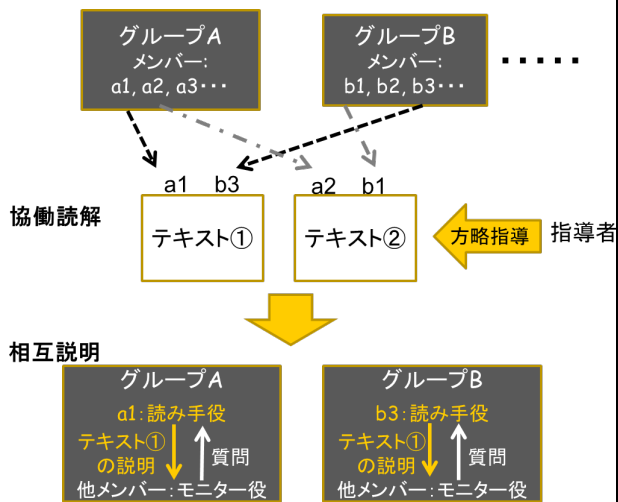 グループA
メンバー:
a1, a2, a3・・・
グループB
メンバー:
b1, b2, b3・・・
・・・・・
a1 b3
a2 b1
協働読解
テキスト①
テキスト②
方略指導
指導者
相互説明
グループA
a1:読み手役
テキスト①
の説明
質問
他メンバー:モニター役
グループB
b3:読み手役
テキスト①
の説明
質問
他メンバー:モニター役